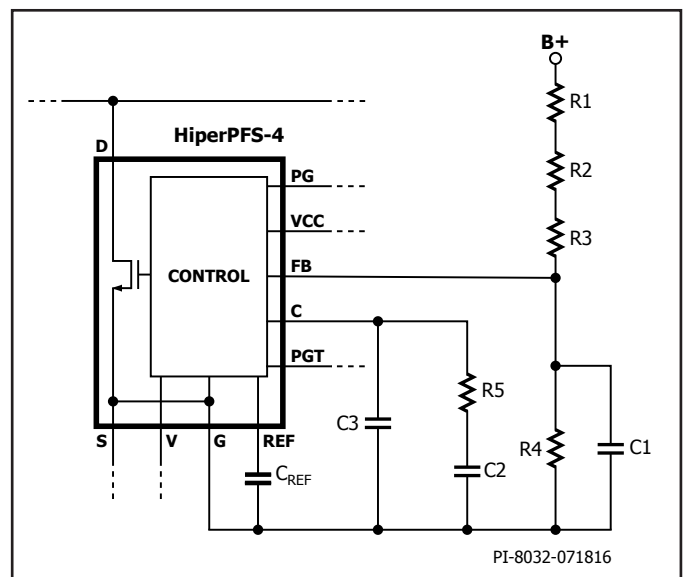 B+
R1
HiperPFS-4
D
PG
R2
VCC
R3
CONTROL
FB
C
PGT
R5
C3
R4
C1
S
V
G
REF
C2
CREF
PI-8032-071816